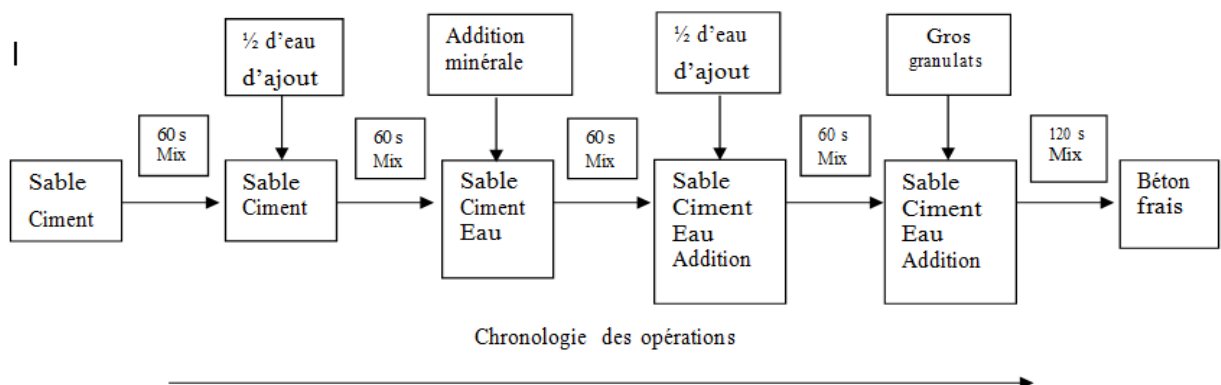 ½ d’eau
d’ajout
Addition
minérale
½ d’eau
d’ajout
Gros
granulats
60 s
Mix
60 s
Mix
60 s
Mix
60 s
Mix
120 s
Mix
Sable
Ciment
Sable
Ciment
Sable
Ciment
Eau
Sable
Ciment
Eau
Addition
Sable
Ciment
Eau
Addition
Béton
frais
Chronologie des opérations